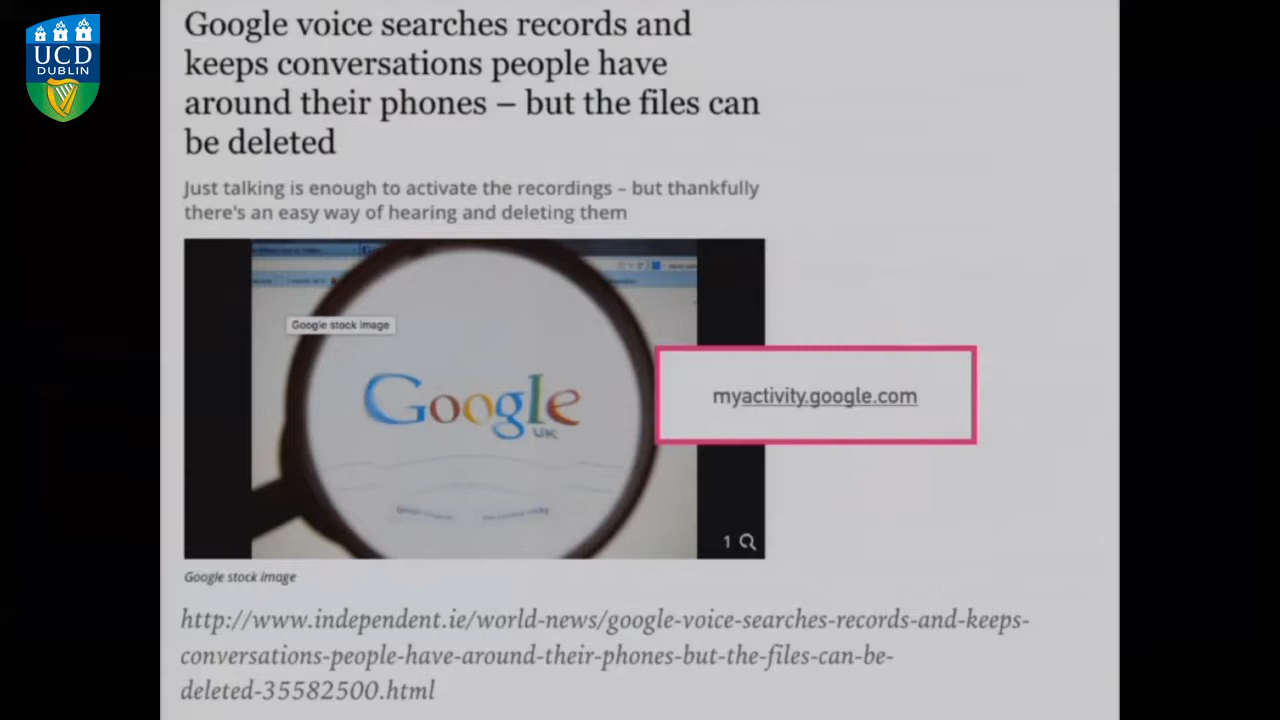 UCD
DUBLIN
Google voice searches records and
keeps conversations people have
around their phones – but the files can
be deleted
Just talking is enough to activate the recordings – but thankfully
there's an easy way of hearing and deleting them
Google stock image
Google
UK
myactivity.google.com
1
Google stock image
http://www.independent.ie/world-news/google-voice-searches-records-and-keeps-
conversations-people-have-around-their-phones-but-the-files-can-be-
deleted-35582500.html